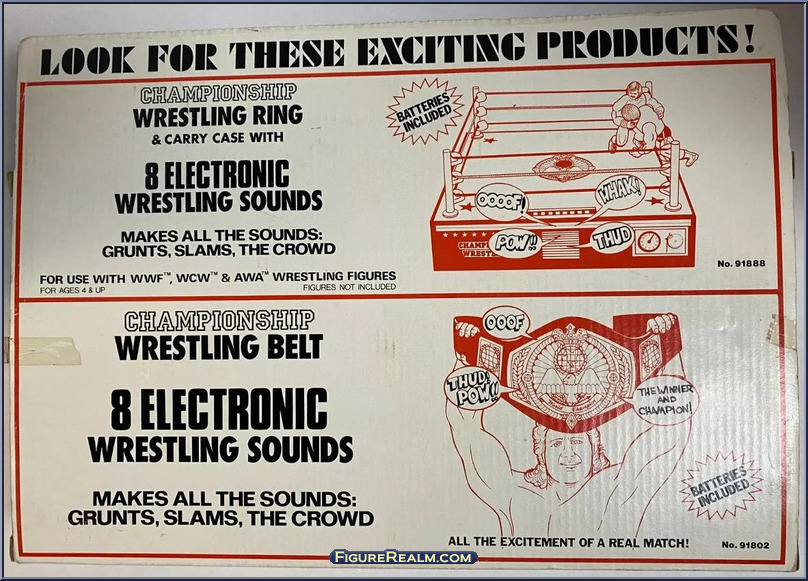 LOOK FOR THESE EXCITING PRODUCTS!
CHAMPIONSHIP
WRESTLING RING
& CARRY CASE WITH
8 ELECTRONIC
WRESTLING SOUNDS
MAKES ALL THE SOUNDS:
GRUNTS, SLAMS, THE CROWD
FOR USE WITH WWF™, WCW™ & AWA™ WRESTLING FIGURES
FOR AGES 4 & UP
FIGURES NOT INCLUDED
BATTERIES
INCLUDED
OOOOF!
WHAK!
POW!!
THUD
CHAMPI
WREST
No. 91888
CHAMPIONSHIP
WRESTLING BELT
8 ELECTRONIC
WRESTLING SOUNDS
MAKES ALL THE SOUNDS:
GRUNTS, SLAMS, THE CROWD
OOOF
THUD!
POW!!
THE WINNER
AND
CHAMPION!
BATTERIES
INCLUDED
ALL THE EXCITEMENT OF A REAL MATCH!
No. 91802
FIGUREREALM.COM